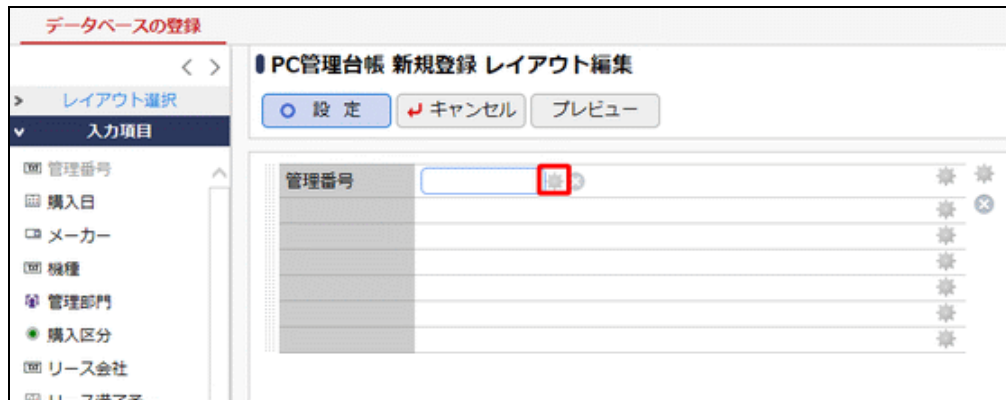 データベースの登録
レイアウト選択
入力項目
管理番号
購入日
メーカー
機種
管理部門
購入区分
リース会社
PC管理台帳 新規登録 レイアウト編集
設 定
キャンセル
プレビュー
管理番号